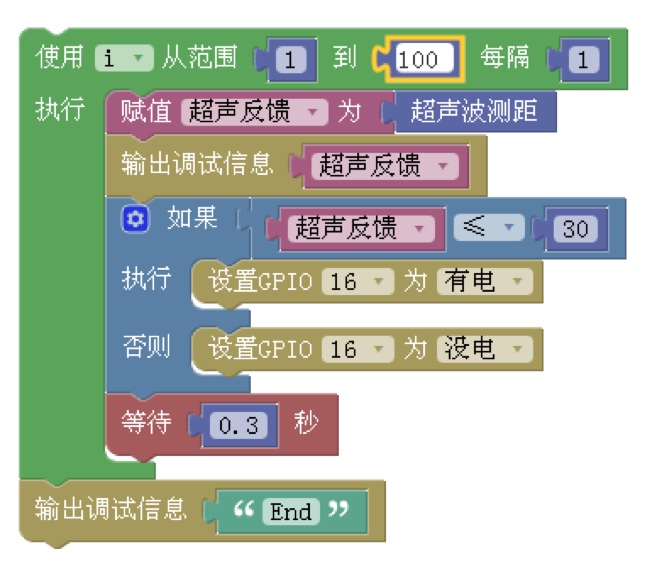 使用 i 从范围 1 到 100 每隔 1
执行 赋值 超声反馈 为 超声波测距
输出调试信息 超声反馈
如果 超声反馈 ≤ 30
执行 设置GPIO 16 为 有电
否则 设置GPIO 16 为 没电
等待 0.3 秒
输出调试信息 “ End ”